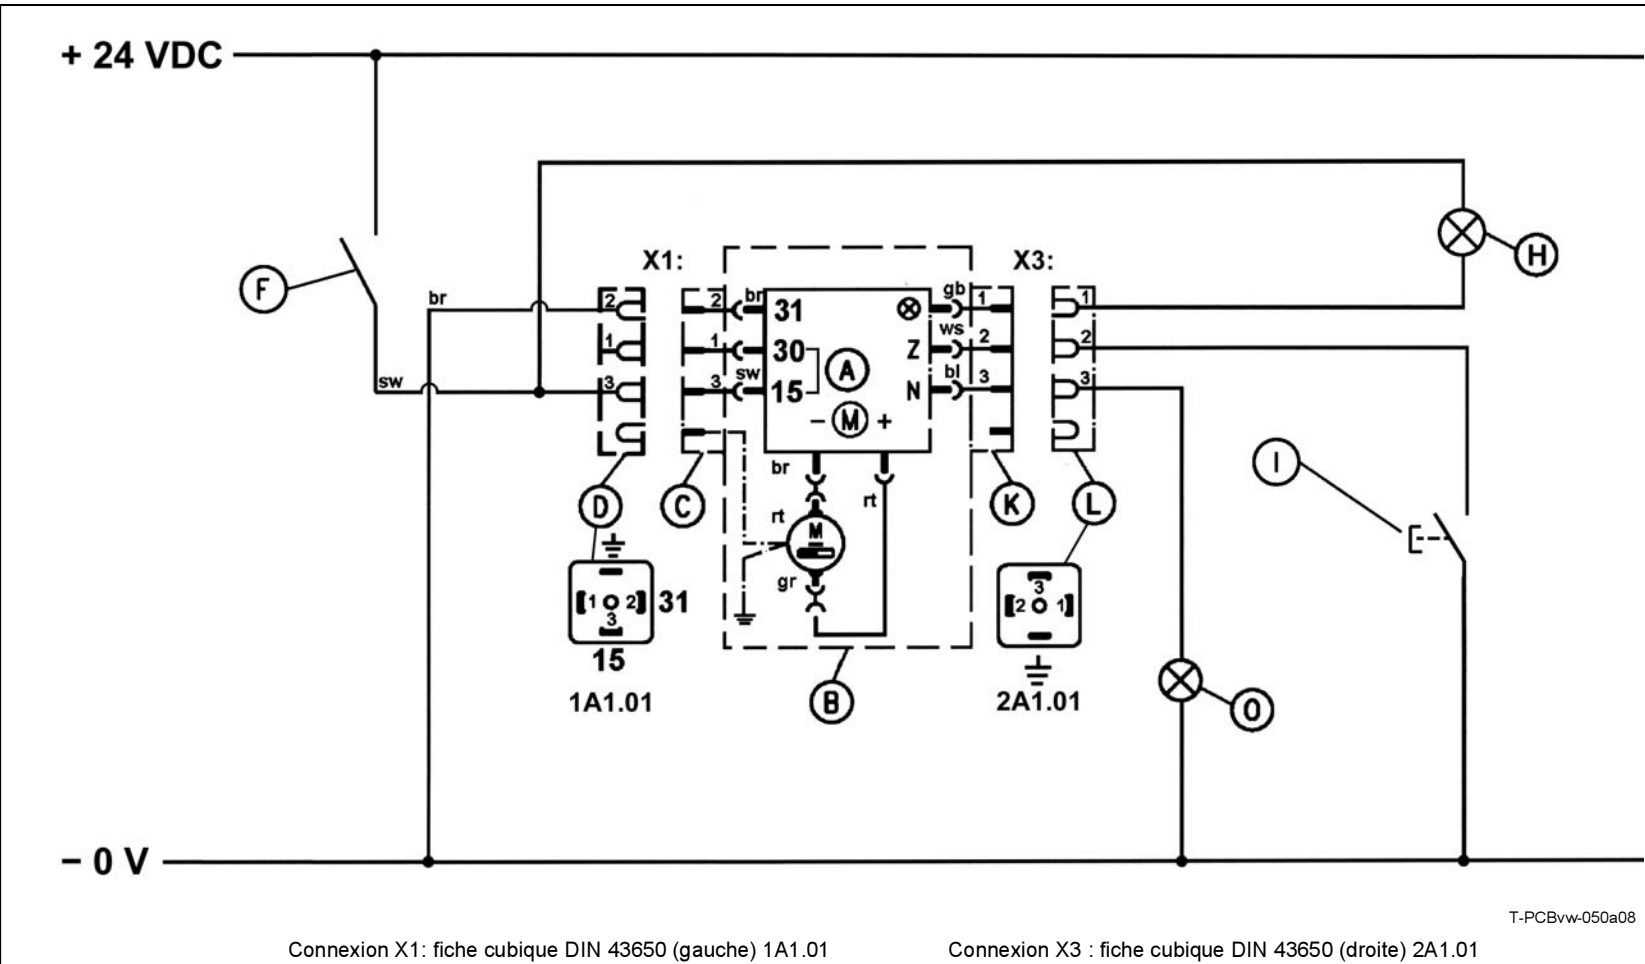 + 24 VDC
H
X1:
X3:
F
br
2
2
br
31
gb
1
1
ws
1
1
30
Z
2
2
A
sw
3
3
sw
15
N
bl
3
3
− M +
br
rt
I
D
C
K
L
rt
M
gr
1
2
31
3
3
2
1
15
1A1.01
B
2A1.01
O
− 0 V
T-PCBvw-050a08
Connexion X1: fiche cubique DIN 43650 (gauche) 1A1.01
Connexion X3 : fiche cubique DIN 43650 (droite) 2A1.01